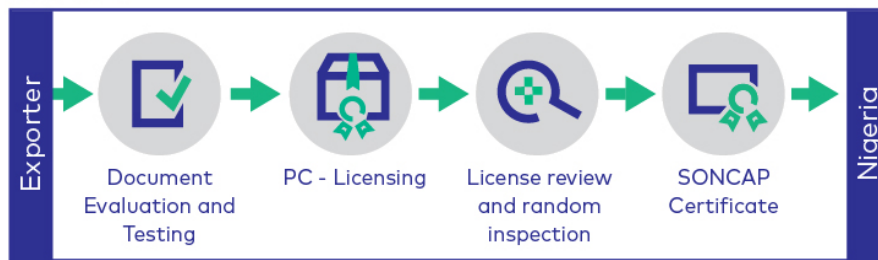 Exporter
Document
Evaluation and
Testing
PC - Licensing
License review
and random
inspection
SONCAP
Certificate
Nigeria